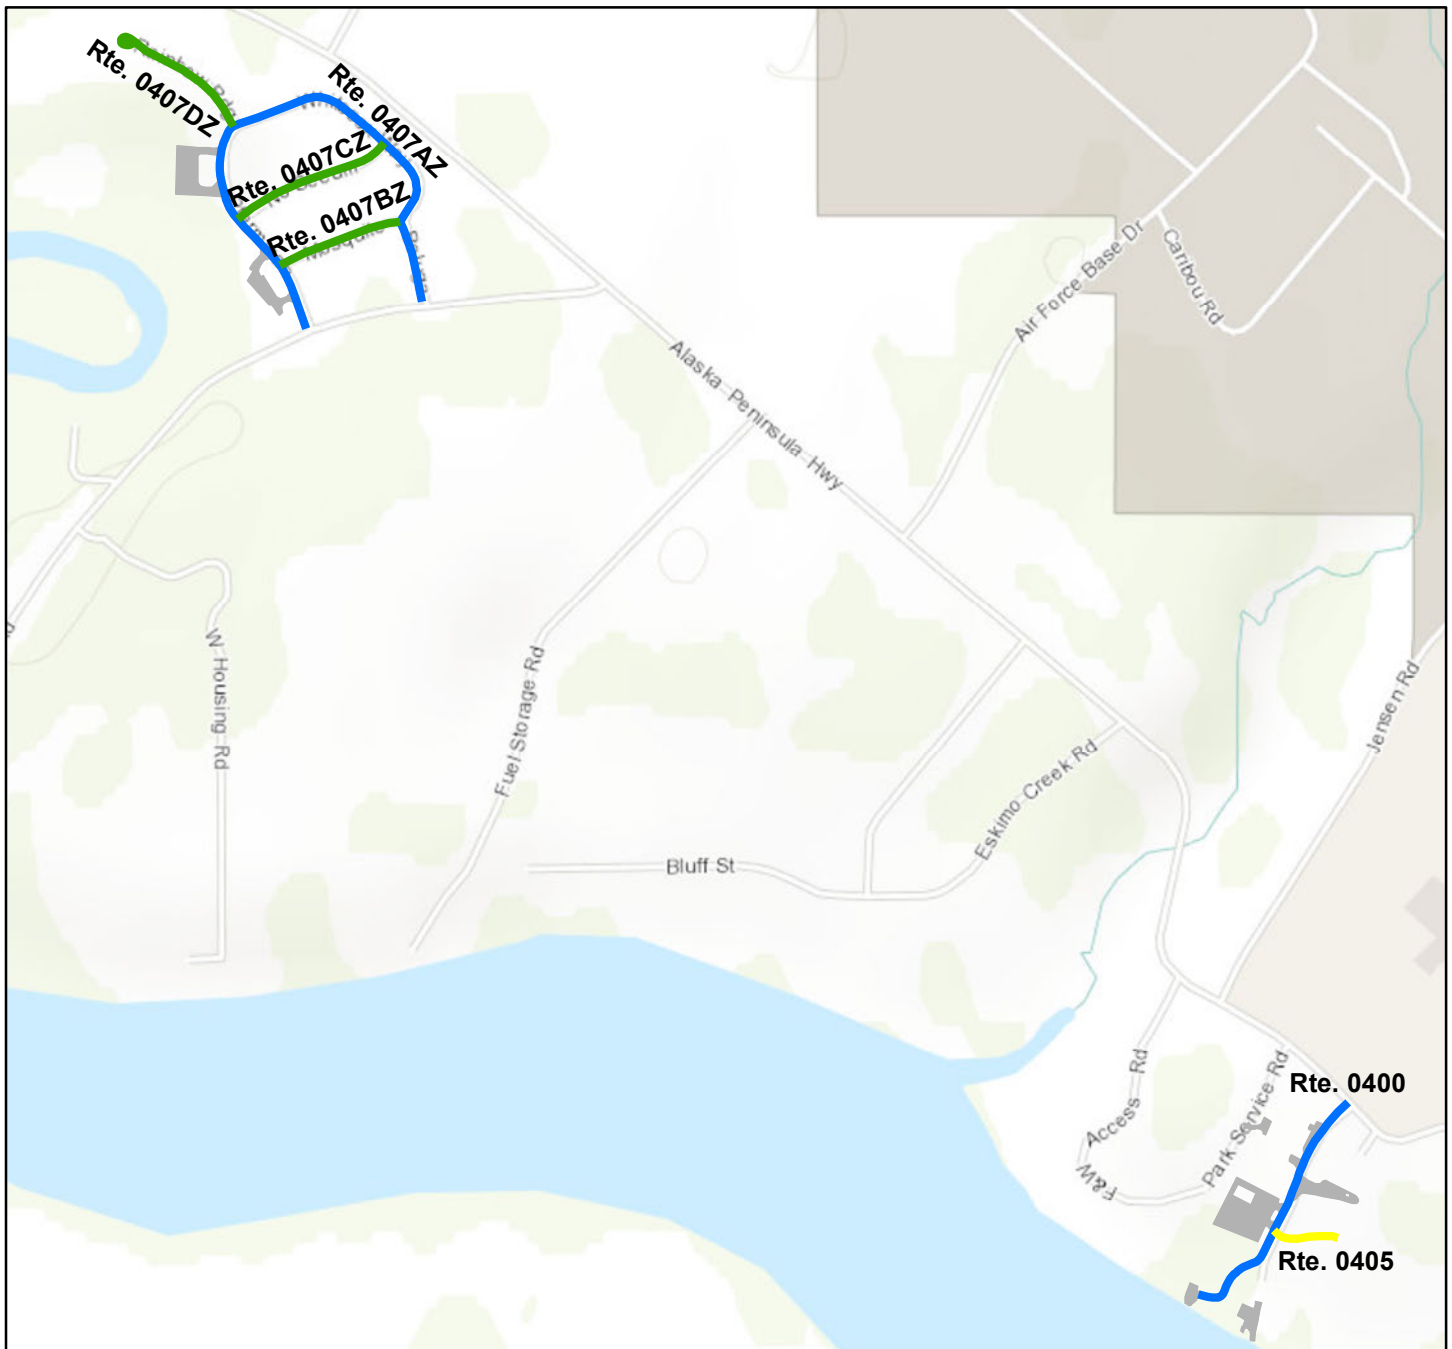 Rte. 0407DZ
Rte. 0407AZ
Rte. 0407CZ
Rte. 0407BZ
Air Force Base Dr
Caribou Rd
Alaska Peninsula Hwy
W Housing Rd
Fuel Storage Rd
Jensen Rd
Eskimo Creek Rd
Bluff St
Access Rd
F&W
Park Service Rd
Rte. 0400
Rte. 0405